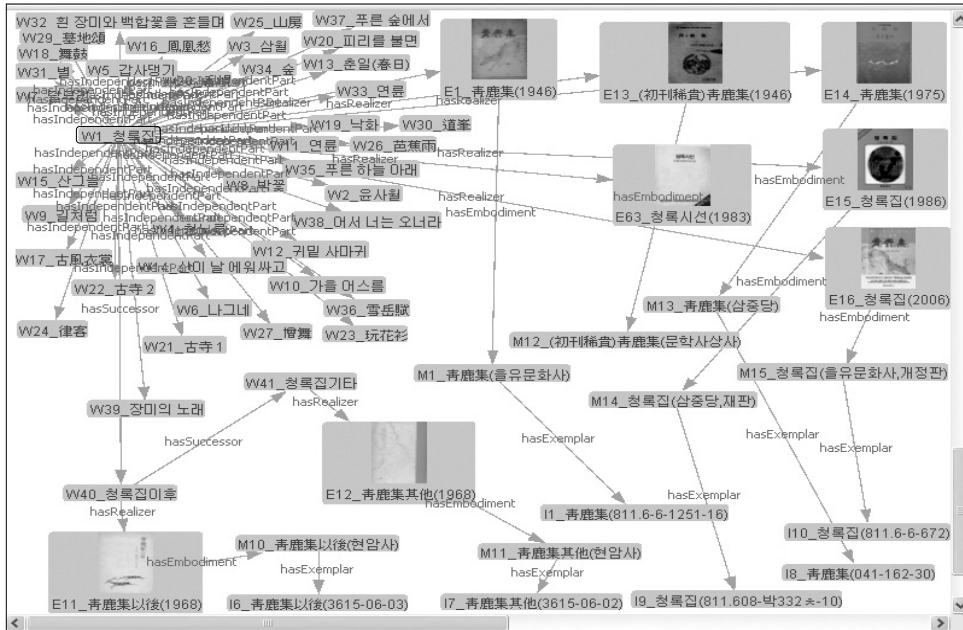 W32_흰 장미와 백합꽃을 흔들며
W25_山房
W37_푸른 숲에서
W29_墓地頌
W16_鳳凰愁
W3_삼월
W20_피리를 불면
W18_舞鼓
W31_별
W5_갑사댕기
W34_숲
W13_춘일(春日)
W33_연륜
W1_청록집
W19_낙화
W30_道峯
W11_연륜
W26_芭蕉雨
W35_푸른 하늘 아래
W15_산그늘
W8_박꽃
W2_윤사월
W9_길처럼
W38_어서 너는 오너라
W17_古風衣裳
W12_귀밑 사마귀
W22_古寺 2
W10_가을 어스름
W6_나그네
W36_雪岳賦
W24_律客
W27_僧舞
W23_玩花衫
W21_古寺 1
hasIndependentPart
hasRealizer
hasEmbodiment
hasSuccessor
E1_靑鹿集(1946)
E13_(初刊稀貴)靑鹿集(1946)
E14_靑鹿集(1975)
E63_청록시선(1983)
E15_청록집(1986)
E16_청록집(2006)
hasEmbodiment
M13_靑鹿集(삼중당)
M12_(初刊稀貴)靑鹿集(문학사상사)
M1_靑鹿集(을유문화사)
M15_청록집(을유문화사,개정판)
M14_청록집(삼중당,재판)
W41_청록집기타
hasRealizer
W39_장미의 노래
hasSuccessor
hasExemplar
hasExemplar
hasExemplar
hasExemplar
W40_청록집이후
hasRealizer
E12_靑鹿集其他(1968)
hasEmbodiment
I1_靑鹿集(811.6-6-1251-16)
I10_청록집(811.6-6-672)
M10_靑鹿集以後(현암사)
M11_靑鹿集其他(현암사)
hasEmbodiment
hasExemplar
hasExemplar
I8_靑鹿集(041-162-30)
E11_靑鹿集以後(1968)
I6_靑鹿集以後(3615-06-03)
I7_靑鹿集其他(3615-06-02)
I9_청록집(811.608-박332ㅊ-10)